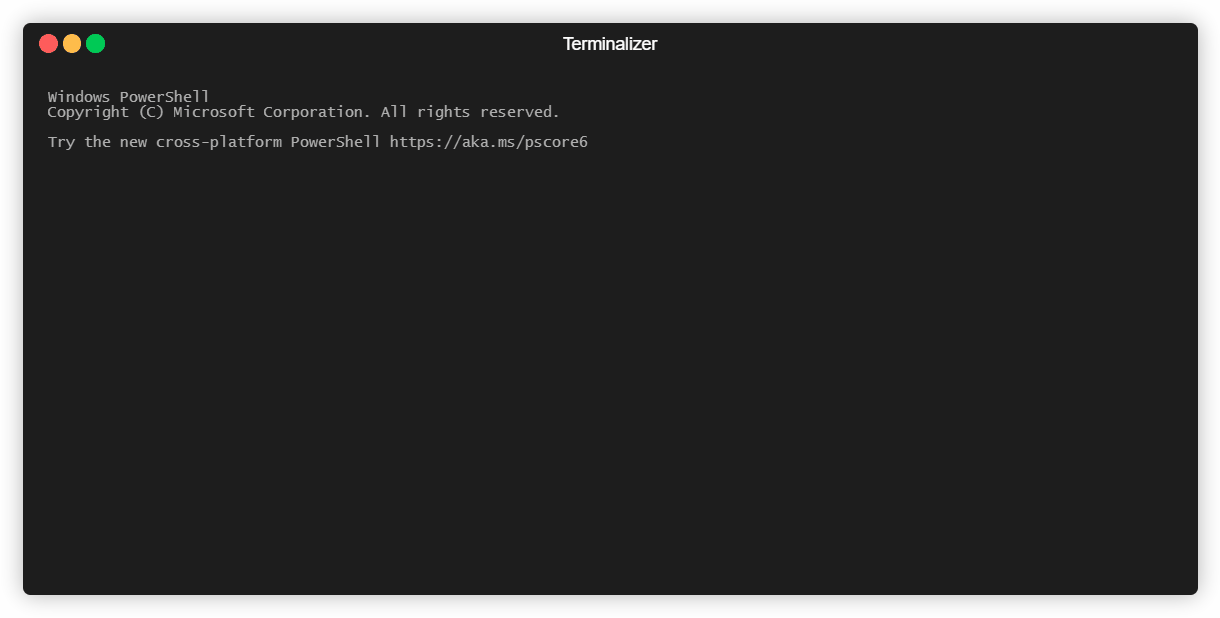 Terminalizer
Windows PowerShell
Copyright (C) Microsoft Corporation. All rights reserved.
Try the new cross-platform PowerShell https://aka.ms/pscore6